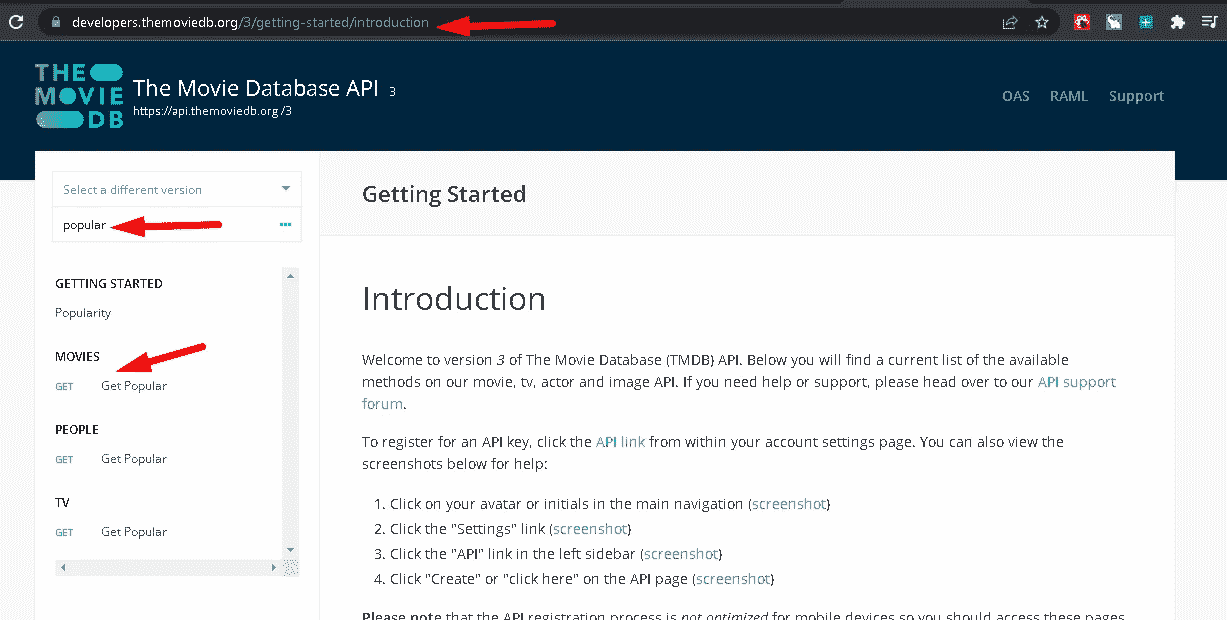 developers.themoviedb.org/3/getting-started/introduction
THE
MOVIE
DB
The Movie Database API 3
https://api.themoviedb.org /3
OAS RAML Support
Select a different version
popular
GETTING STARTED
Popularity
MOVIES
GET Get Popular
PEOPLE
GET Get Popular
TV
GET Get Popular
Getting Started
Introduction
Welcome to version 3 of The Movie Database (TMDB) API. Below you will find a current list of the available
methods on our movie, tv, actor and image API. If you need help or support, please head over to our API support
forum.
To register for an API key, click the API link from within your account settings page. You can also view the
screenshots below for help:
1. Click on your avatar or initials in the main navigation (screenshot)
2. Click the "Settings" link (screenshot)
3. Click the "API" link in the left sidebar (screenshot)
4. Click "Create" or "click here" on the API page (screenshot)
Please note that the API registration process is not optimized for mobile devices so you should access these pages